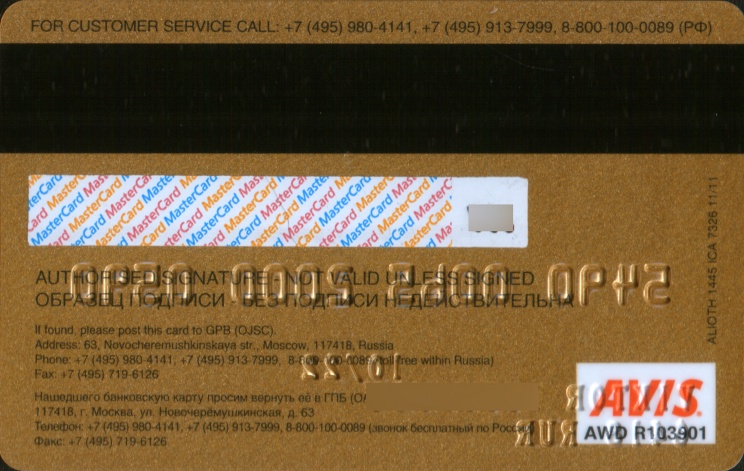 FOR CUSTOMER SERVICE CALL: +7 (495) 980-4141, +7 (495) 913-7999, 8-800-100-0089 (РФ)
MasterCard MasterCard MasterCard MasterCard
AUTHORISED SIGNATURE - NOT VALID UNLESS SIGNED
ОБРАЗЕЦ ПОДПИСИ - БЕЗ ПОДПИСИ НЕДЕЙСТВИТЕЛЬНА
ALIOTH 1445 ICA 7326 11/11
If found, please post this card to GPB (OJSC).
Address: 63, Novocheremushkinskaya str., Moscow, 117418, Russia
Phone: +7 (495) 980-4141, +7 (495) 913-7999, 8-800-100-0089 (toll-free within Russia)
Fax: +7 (495) 719-6126
Нашедшего банковскую карту просим вернуть её в ГПБ
117418, г. Москва, ул. Новочерёмушкинская, д. 63
Телефон: +7 (495) 980-4141, +7 (495) 913-7999, 8-800-100-0089 (звонок бесплатный по России)
Факс: +7 (495) 719-6126
AVIS
AWD R103901